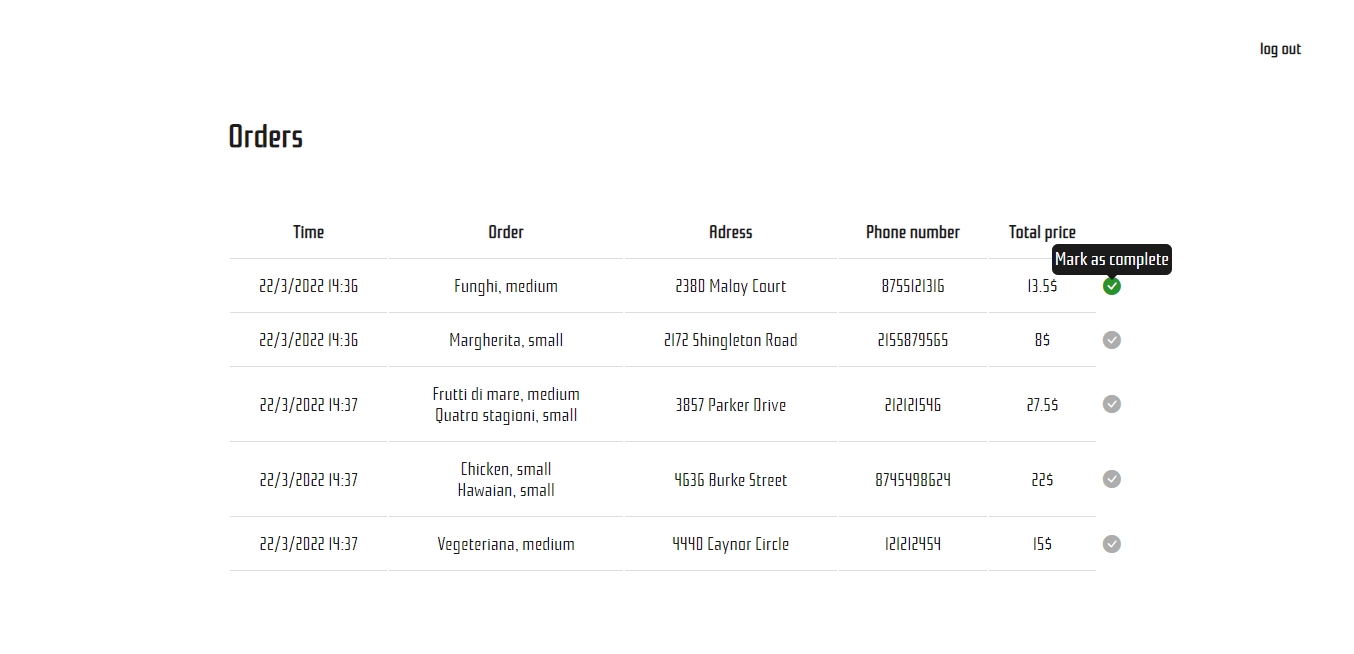 log out
Orders
Time Order Adress Phone number Total price
Mark as complete
22/3/2022 14:36 Funghi, medium 2380 Maloy Court 8755121316 13.5$
22/3/2022 14:36 Margherita, small 2172 Shingleton Road 2155879565 8$
Frutti di mare, medium
22/3/2022 14:37 3857 Parker Drive 212121546 27.5$
Quatro stagioni, small
Chicken, small
22/3/2022 14:37 4636 Burke Street 8745498624 22$
Hawaian, small
22/3/2022 14:37 Vegeteriana, medium 4440 Caynor Circle 121212454 15$